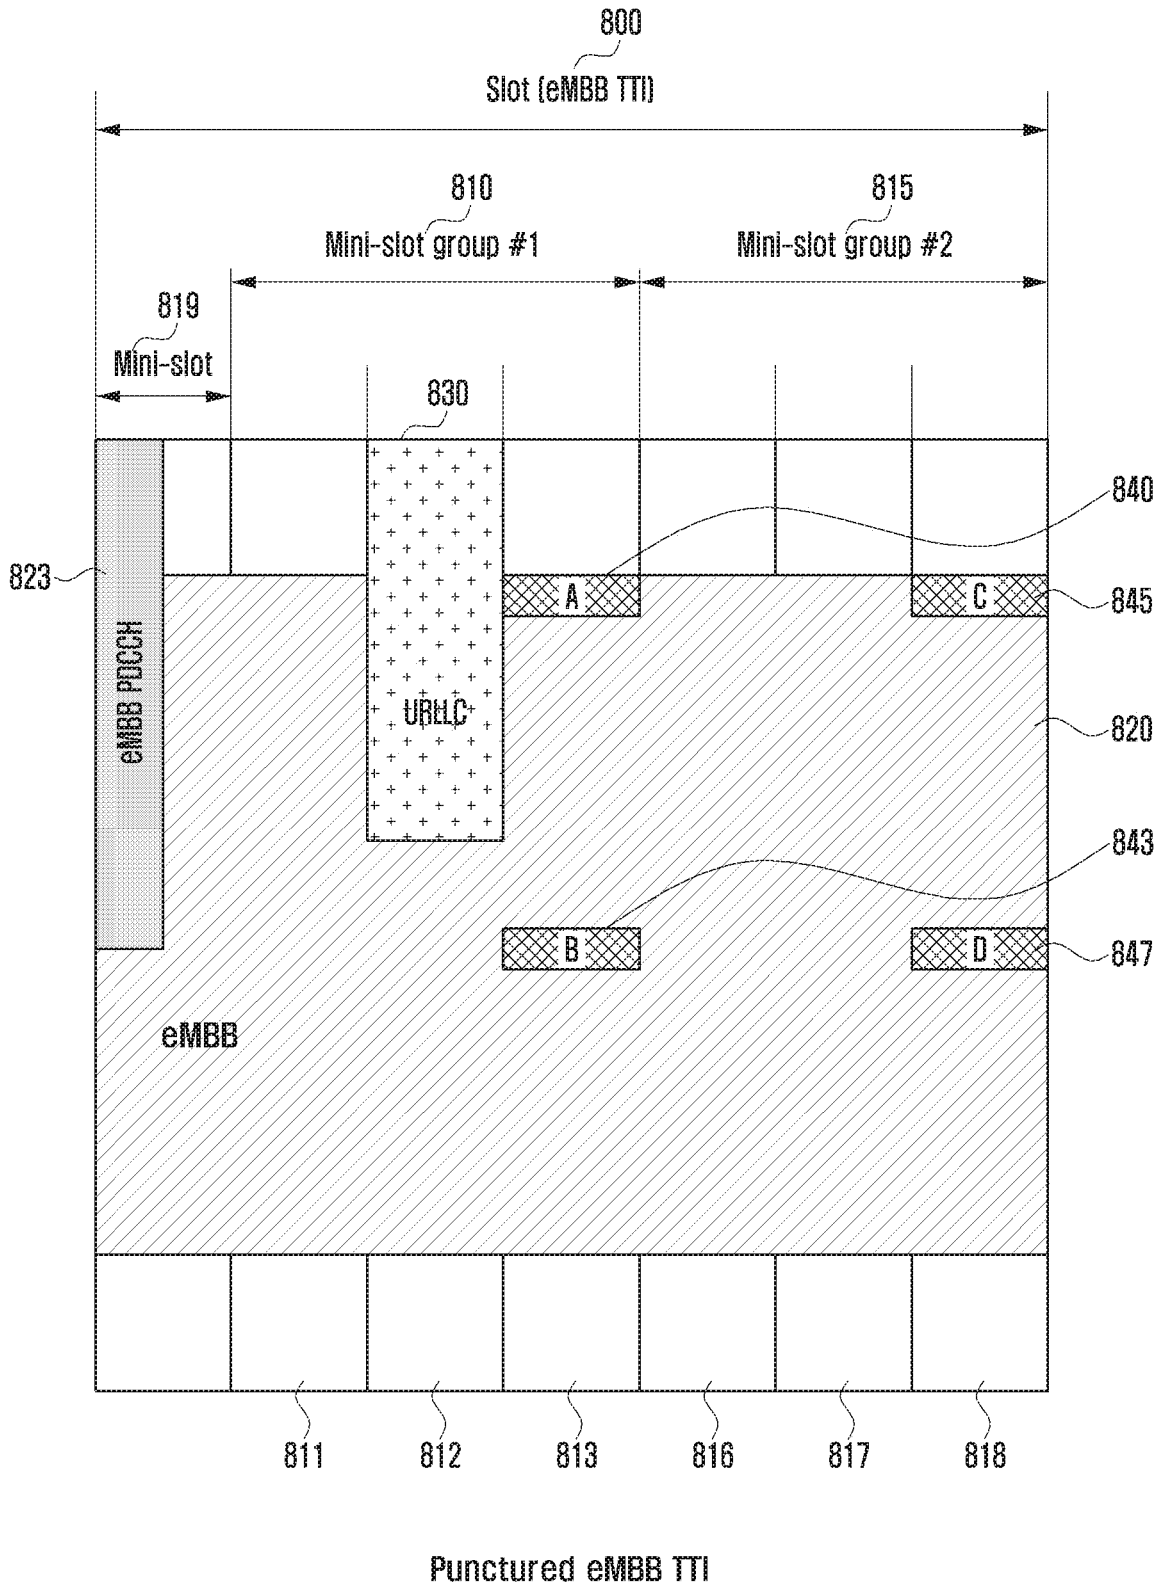 800
Slot (eMBB TTI)
810
815
Mini-slot group #1
Mini-slot group #2
819
Mini-slot
830
840
823
A
C
845
eMBB PDCCH
URLLC
820
843
B
D
847
eMBB
811
812
813
816
817
818
Punctured eMBB TTI